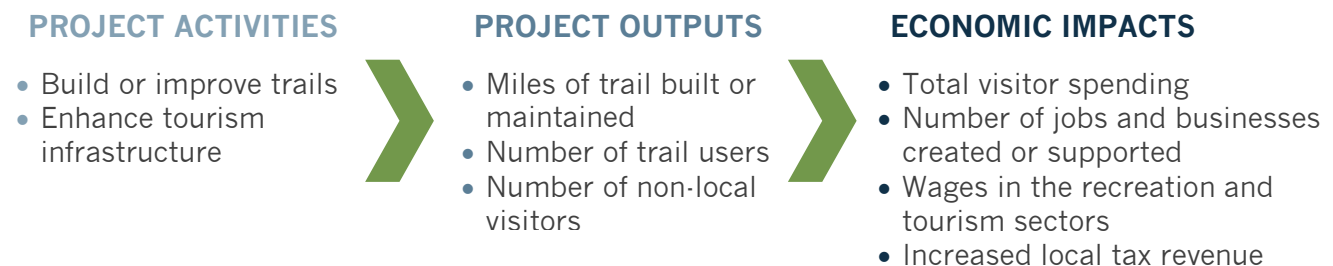 PROJECT ACTIVITIES
• Build or improve trails
• Enhance tourism
infrastructure
PROJECT OUTPUTS
• Miles of trail built or
maintained
• Number of trail users
• Number of non-local
visitors
ECONOMIC IMPACTS
• Total visitor spending
• Number of jobs and businesses
created or supported
• Wages in the recreation and
tourism sectors
• Increased local tax revenue